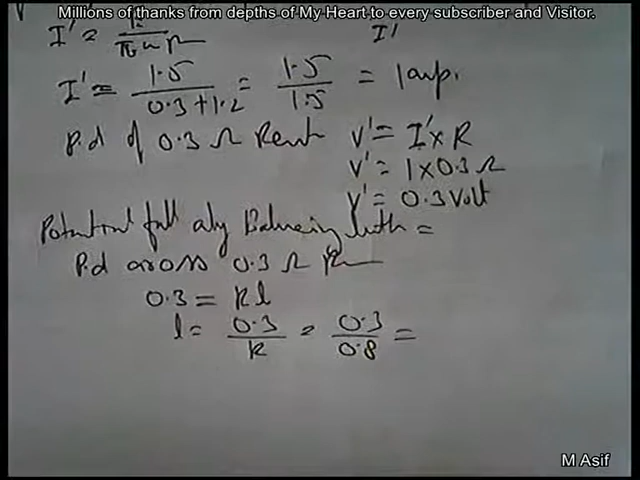 Millions of thanks from depths of My Heart,to every subscriber and Visitor.
I' =
I'
I' = 1.5 / 0.3+1.2 = 1.5 / 1.5 = 1 amp.
P.d of 0.3 Ω V' = I' x R
V' = 1 x 0.3 Ω
V' = 0.3 Volt
Potential fall along Balancing length =
P.d across 0.3 Ω
0.3 = Kl
l = 0.3 / K = 0.3 / 0.8 =
M Asif